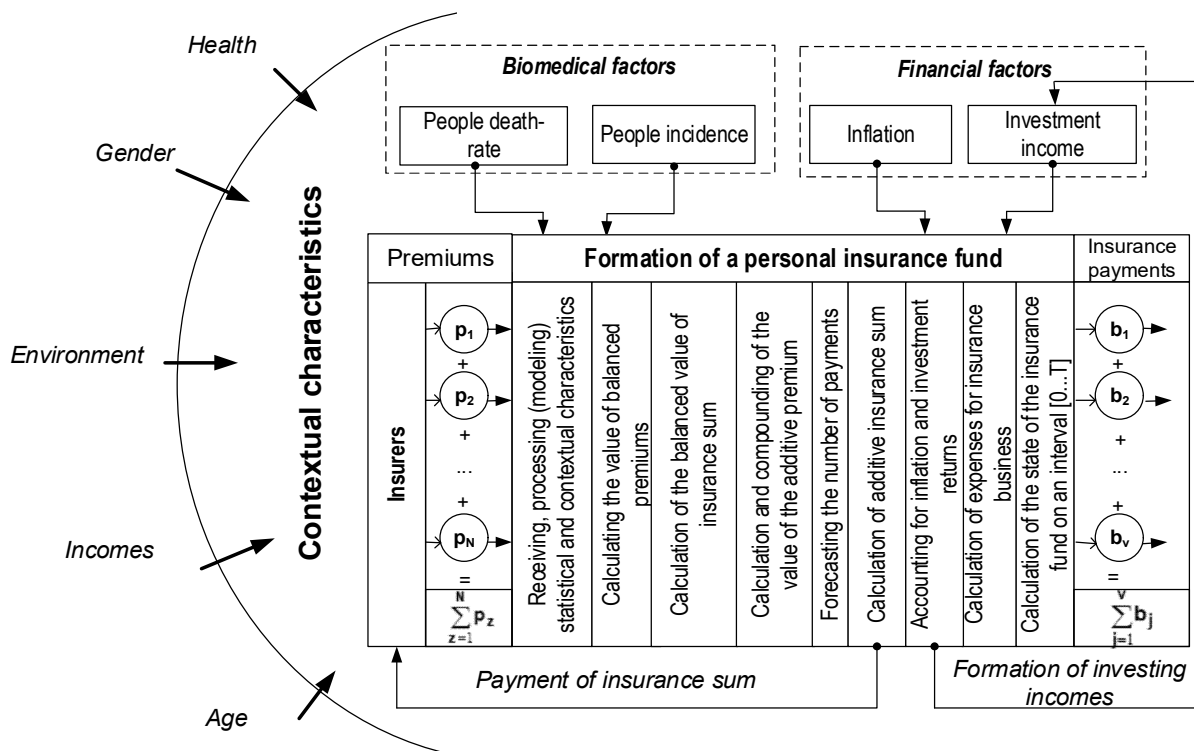 Health
Gender
Environment
Incomes
Age
Contextual characteristics
Biomedical factors
People death-
rate
People incidence
Financial factors
Inflation
Investment
income
Premiums
Formation of a personal insurance fund
Insurance
payments
Insurers
p1
+
p2
+
...
+
pN
=
N
∑ pz
z=1
Receiving, processing (modeling)
statistical and contextual characteristics
Calculating the value of balanced
premiums
Calculation of the balanced value of
insurance sum
Calculation and compounding of the
value of the additive premium
Forecasting the number of payments
Calculation of additive insurance sum
Accounting for inflation and investment
returns
Calculation of expenses for insurance
business
Calculation of the state of the insurance
fund on an interval [0...T]
b1
+
b2
+
...
+
bv
=
v
∑ bj
j=1
Payment of insurance sum
Formation of investing
incomes